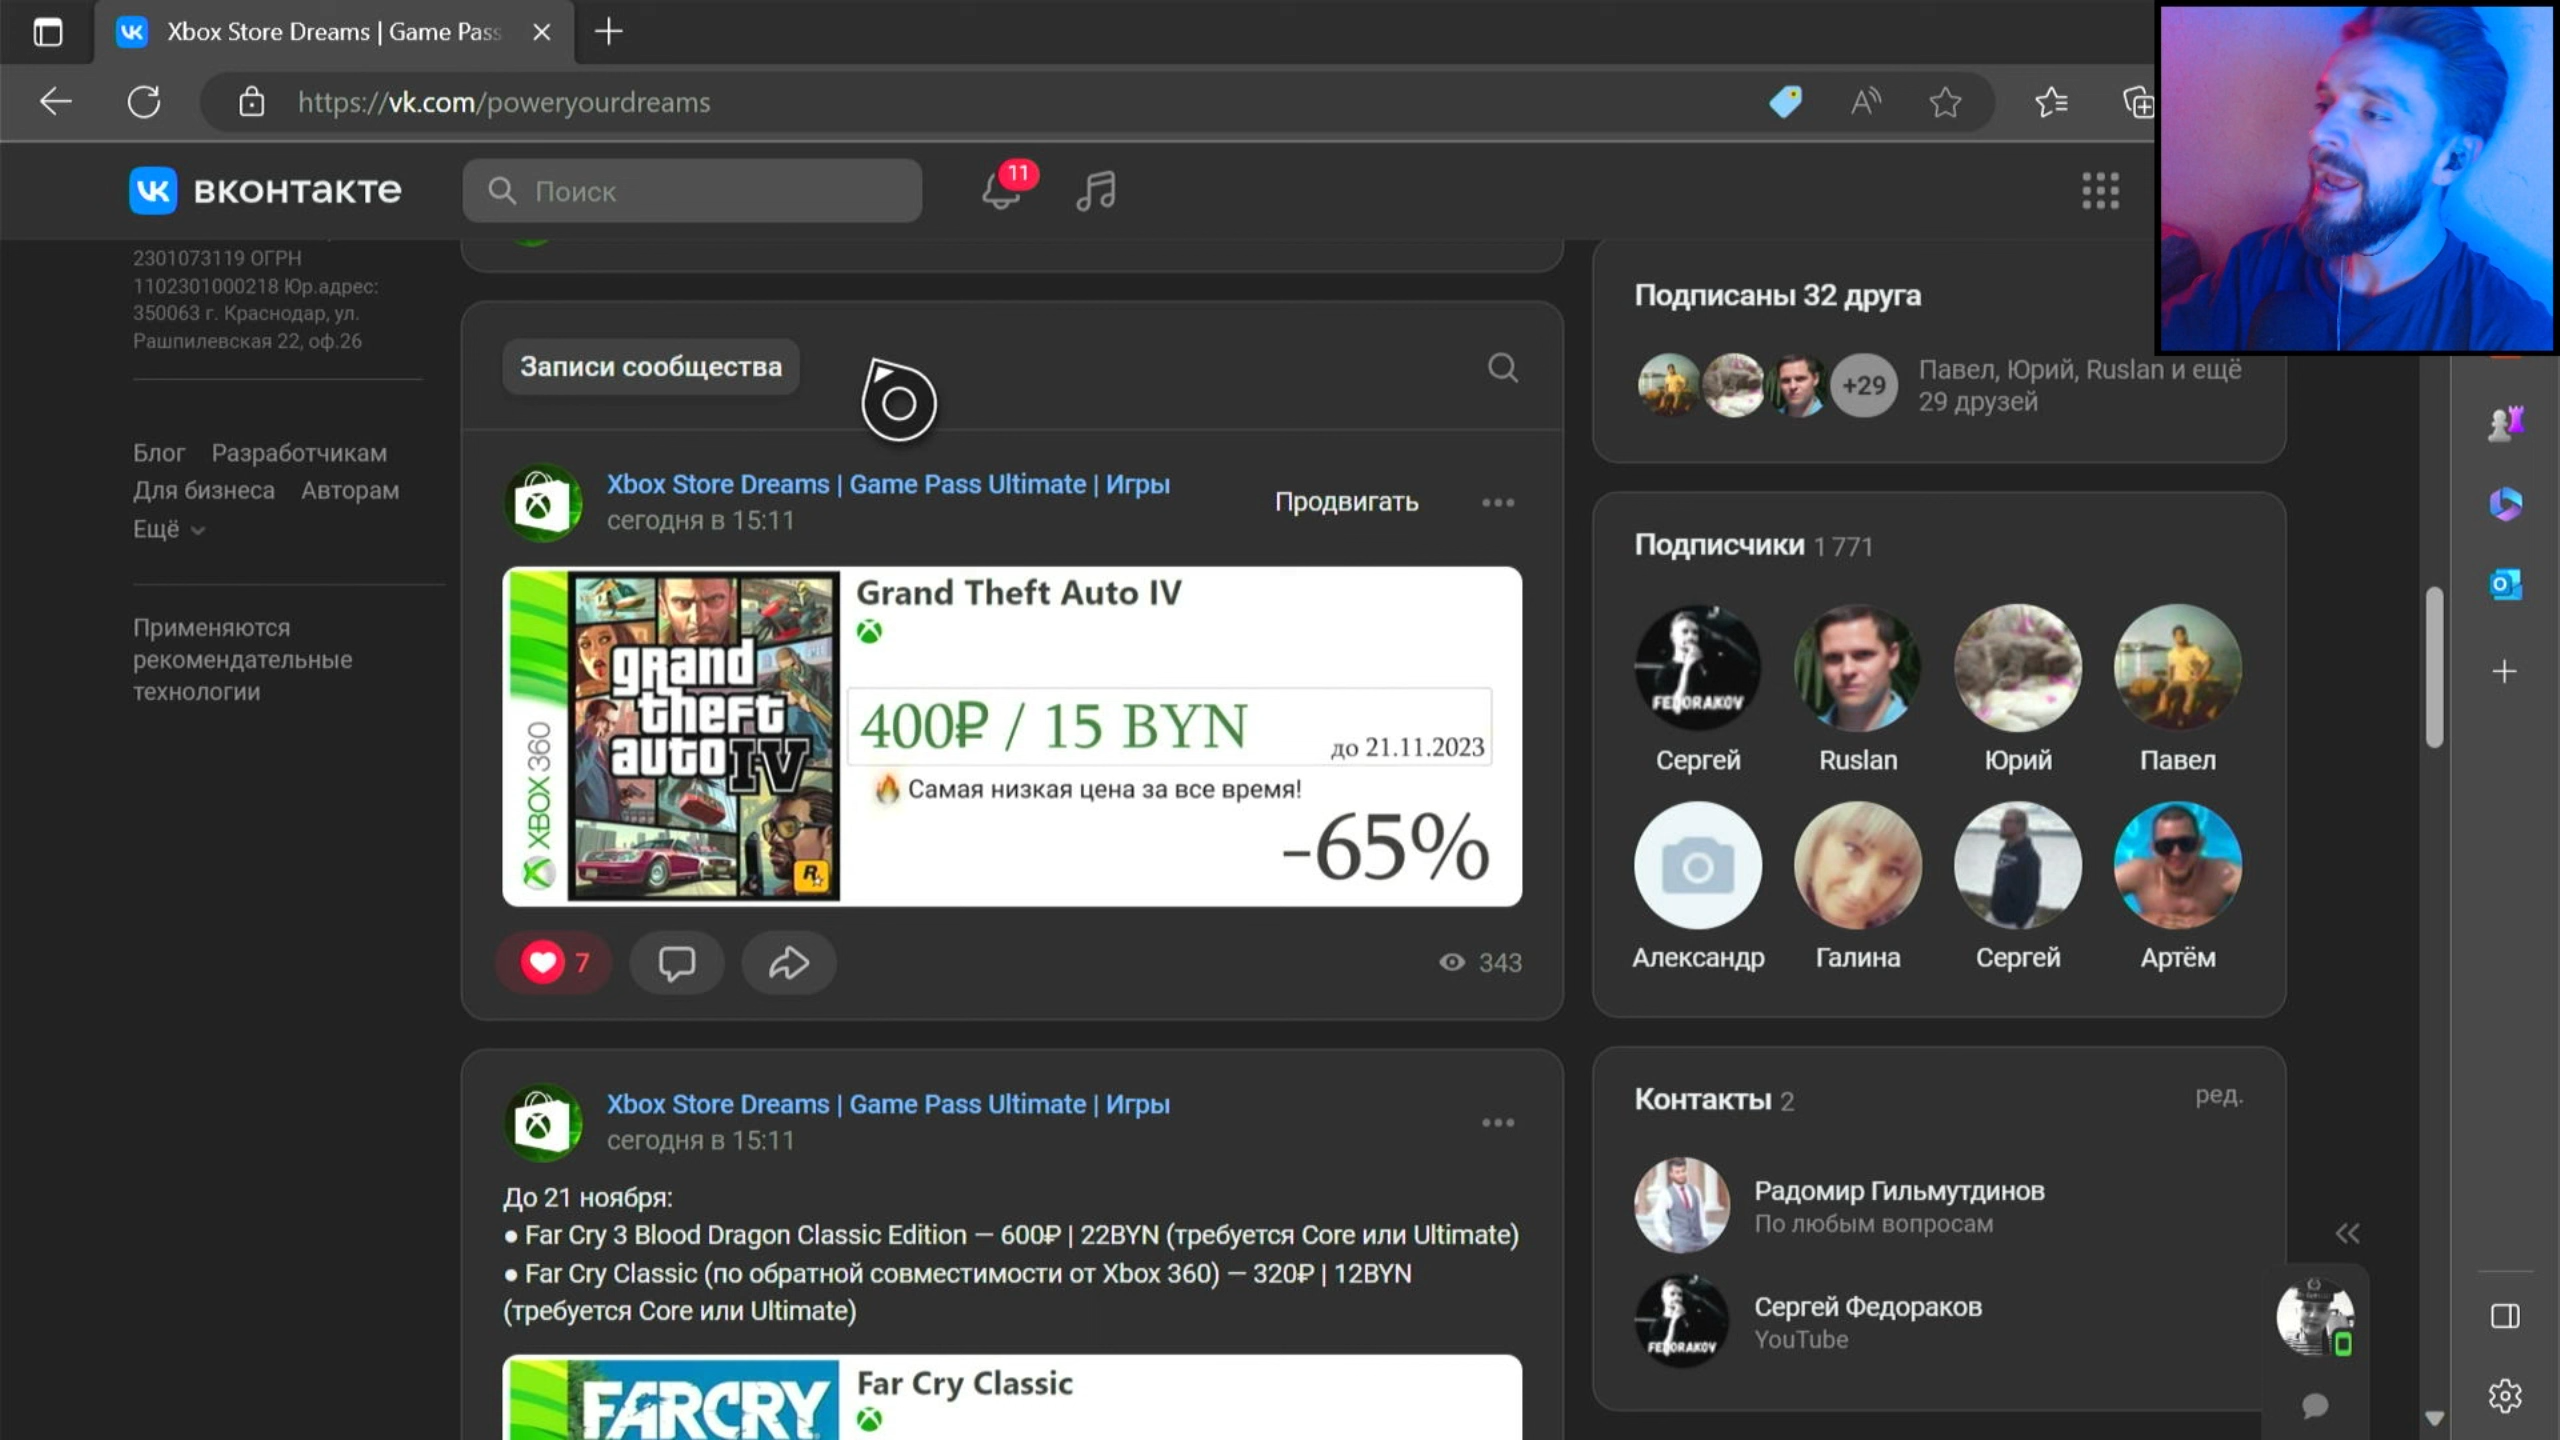 Xbox Store Dreams | Game Pass
https://vk.com/poweryourdreams
вконтакте
Поиск
11
2301073119 ОГРН
1102301000218 Юр.адрес:
350063 г. Краснодар, ул.
Рашпилевская 22, оф.26
Блог Разработчикам
Для бизнеса Авторам
Ещё
Применяются
рекомендательные
технологии
Записи сообщества
Xbox Store Dreams | Game Pass Ultimate | Игры
сегодня в 15:11
Продвигать
XBOX 360
grand
theft
auto IV
Grand Theft Auto IV
400₽ / 15 BYN
до 21.11.2023
Самая низкая цена за все время!
-65%
7
343
Xbox Store Dreams | Game Pass Ultimate | Игры
сегодня в 15:11
До 21 ноября:
● Far Cry 3 Blood Dragon Classic Edition — 600₽ | 22BYN (требуется Core или Ultimate)
● Far Cry Classic (по обратной совместимости от Xbox 360) — 320₽ | 12BYN
(требуется Core или Ultimate)
FARCRY
Far Cry Classic
Подписаны 32 друга
+29
Павел, Юрий, Ruslan и ещё
29 друзей
Подписчики 1 771
FEDORAKOV
Сергей Ruslan Юрий Павел
Александр Галина Сергей Артём
Контакты 2
ред.
Радомир Гильмутдинов
По любым вопросам
FEDORAKOV
Сергей Федораков
YouTube